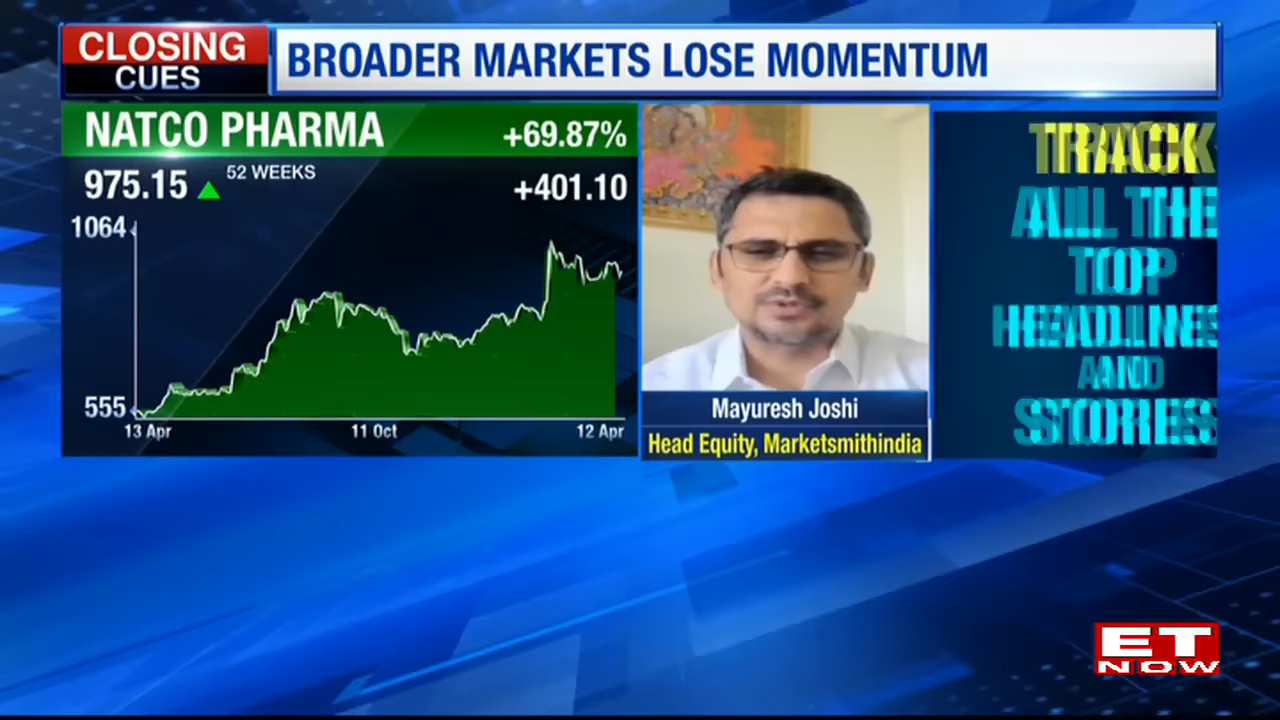 CLOSING
CUES
BROADER MARKETS LOSE MOMENTUM
NATCO PHARMA +69.87%
975.15 52 WEEKS +401.10
1064
555
13 Apr 11 Oct 12 Apr
Mayuresh Joshi
Head Equity, Marketsmithindia
TRACK
ALL THE
TOP
HEADLINES
AND
STORIES
ET
NOW